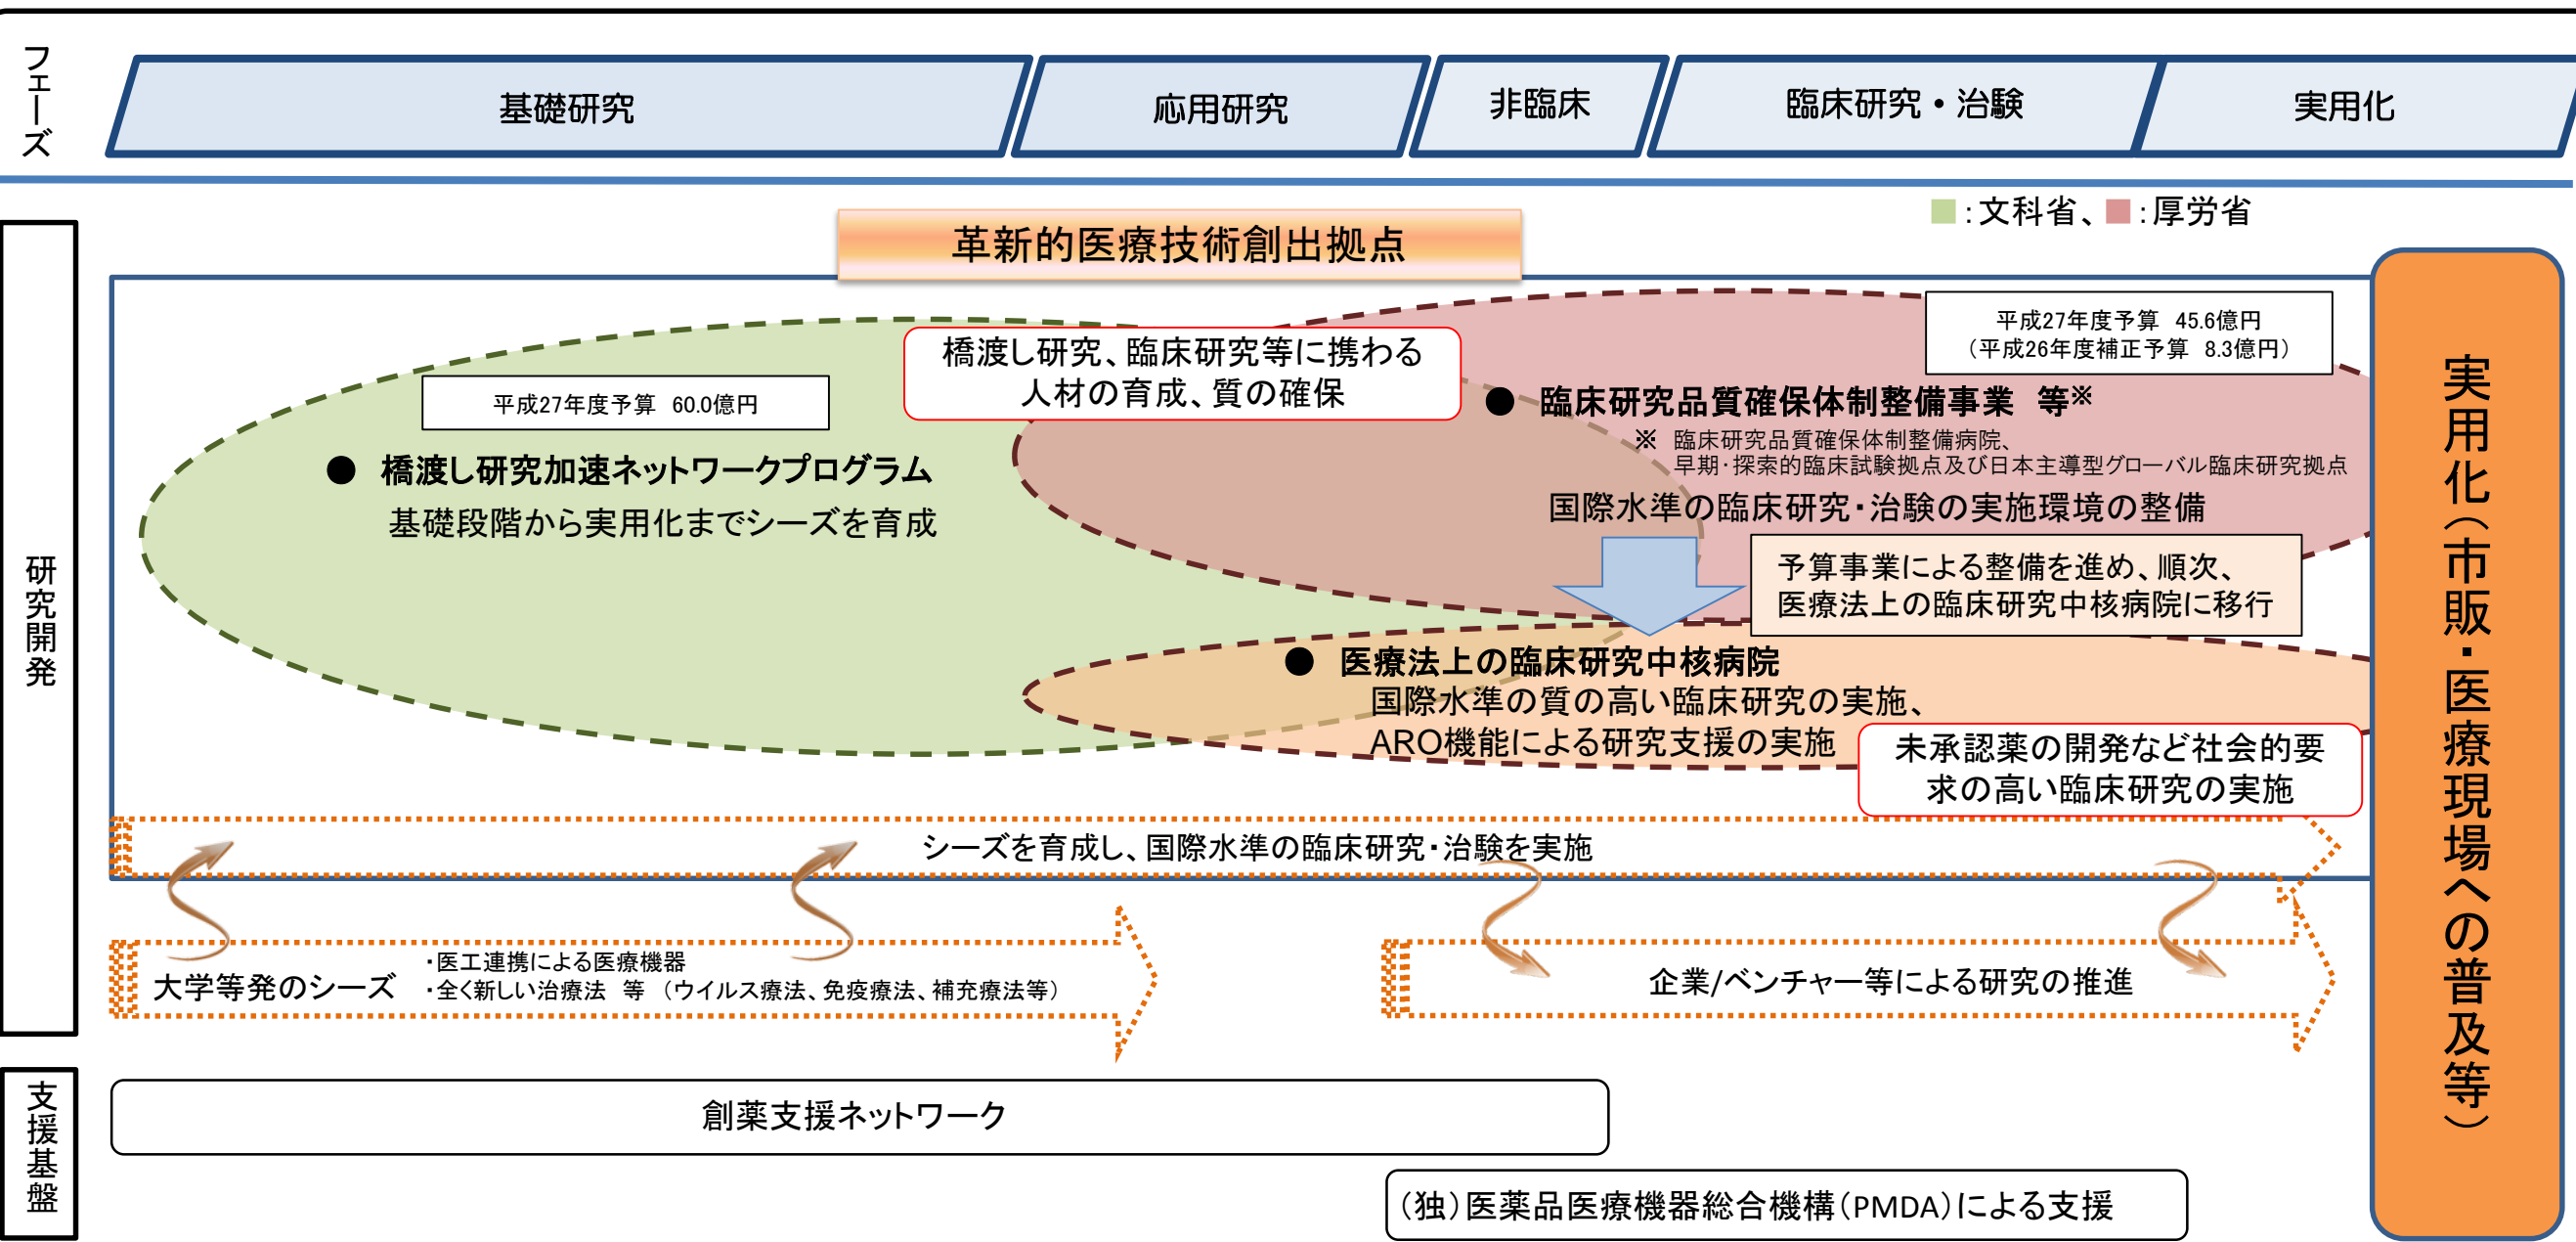 フェーズ
基礎研究
応用研究
非臨床
臨床研究・治験
実用化
：文科省、：厚労省
革新的医療技術創出拠点
研究開発
平成27年度予算 45.6億円
（平成26年度補正予算 8.3億円）
橋渡し研究、臨床研究等に携わる
人材の育成、質の確保
平成27年度予算 60.0億円
● 臨床研究品質確保体制整備事業 等※
※ 臨床研究品質確保体制整備病院、
早期・探索的臨床試験拠点及び日本主導型グローバル臨床研究拠点
国際水準の臨床研究・治験の実施環境の整備
● 橋渡し研究加速ネットワークプログラム
基礎段階から実用化までシーズを育成
予算事業による整備を進め、順次、
医療法上の臨床研究中核病院に移行
● 医療法上の臨床研究中核病院
国際水準の質の高い臨床研究の実施、
ARO機能による研究支援の実施
未承認薬の開発など社会的要
求の高い臨床研究の実施
シーズを育成し、国際水準の臨床研究・治験を実施
大学等発のシーズ
・医工連携による医療機器
・全く新しい治療法 等 （ウイルス療法、免疫療法、補充療法等）
企業/ベンチャー等による研究の推進
実用化（市販・医療現場への普及等）
支援基盤
創薬支援ネットワーク
（独）医薬品医療機器総合機構（PMDA）による支援